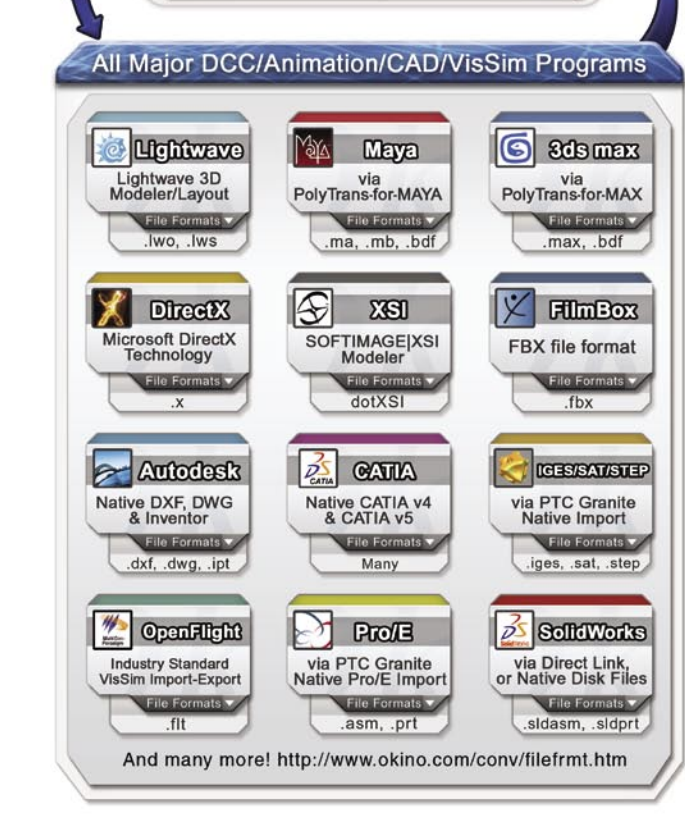 All Major DCC/Animation/CAD/VisSim Programs
Lightwave
Lightwave 3D
Modeler/Layout
File Formats
.lwo, .lws
Maya
via
PolyTrans-for-MAYA
File Formats
.ma, .mb, .bdf
3ds max
via
PolyTrans-for-MAX
File Formats
.max, .bdf
DirectX
Microsoft DirectX
Technology
File Formats
.x
XSI
SOFTIMAGE|XSI
Modeler
File Formats
dotXSI
FilmBox
FBX file format
File Formats
.fbx
Autodesk
Native DXF, DWG
& Inventor
File Formats
.dxf, .dwg, .ipt
CATIA
CATIA
Native CATIA v4
& CATIA v5
File Formats
Many
IGES/SAT/STEP
via PTC Granite
Native Import
File Formats
.iges, .sat, .step
OpenFlight
Industry Standard
VisSim Import-Export
File Formats
.flt
Pro/E
via PTC Granite
Native Pro/E Import
File Formats
.asm, .prt
SolidWorks
SolidWorks
via Direct Link,
or Native Disk Files
File Formats
.sldasm, .sldprt
And many more! http://www.okino.com/conv/filefrmt.htm